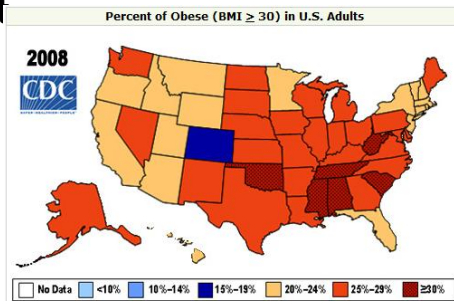 Percent of Obese (BMI ≥ 30) in U.S. Adults
2008
CDC
No Data <10% 10%–14% 15%–19% 20%–24% 25%–29% ≥30%